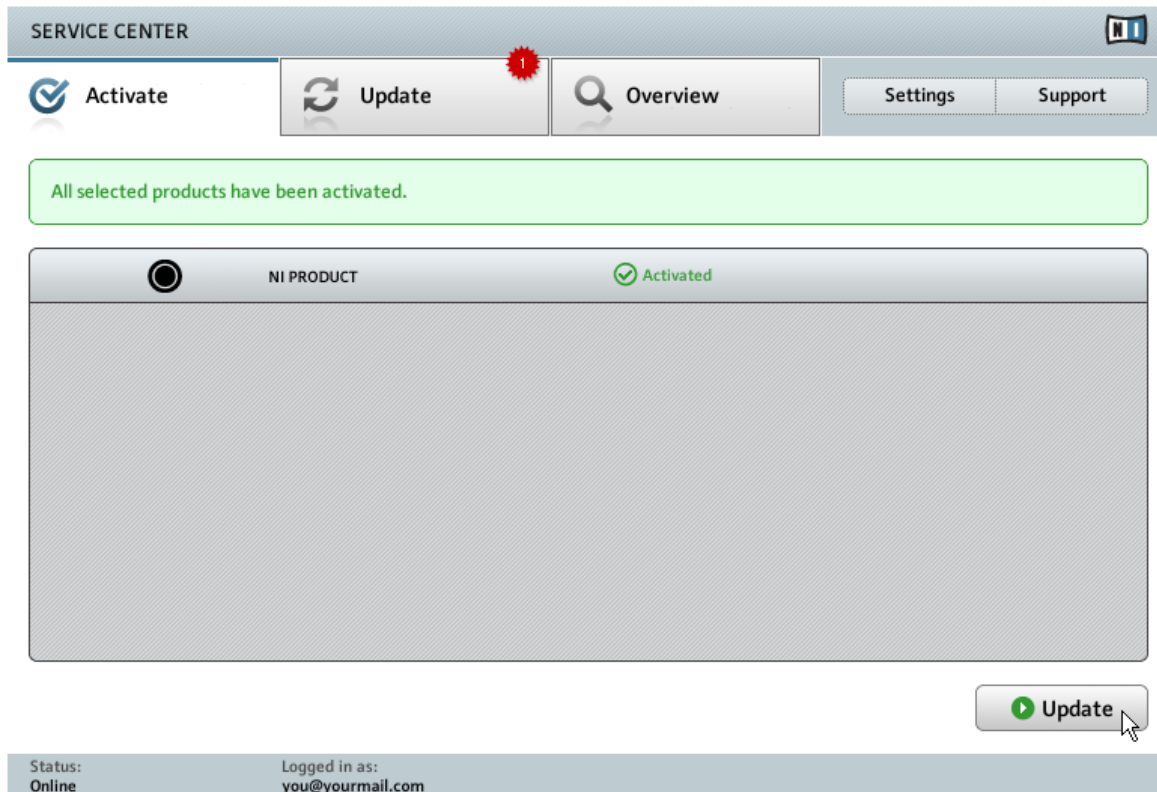 SERVICE CENTER
NI
Activate
Update
1
Overview
Settings
Support
All selected products have been activated.
NI PRODUCT
Activated
Update
Status:
Logged in as:
Online
you@yourmail.com